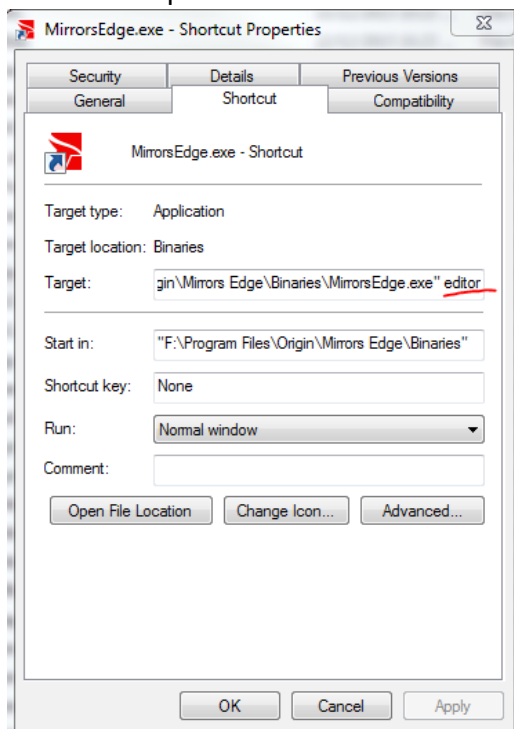 MirrorsEdge.exe - Shortcut Properties
Security Details Previous Versions
General Shortcut Compatibility
MirrorsEdge.exe - Shortcut
Target type: Application
Target location: Binaries
Target: gin\Mirrors Edge\Binaries\MirrorsEdge.exe" editor
Start in: "F:\Program Files\Origin\Mirrors Edge\Binaries"
Shortcut key: None
Run: Normal window
Comment:
Open File Location Change Icon... Advanced...
OK Cancel Apply